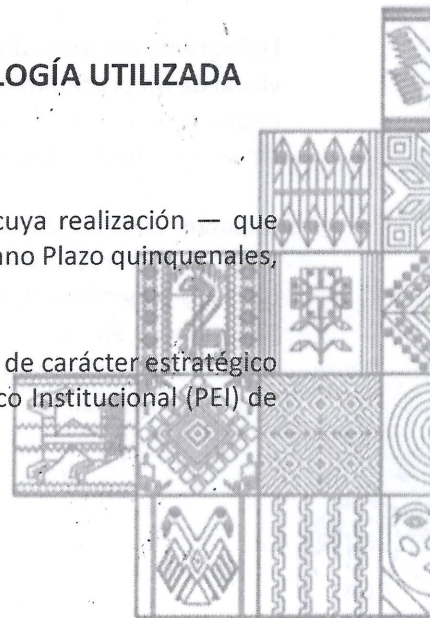 LOGÍA UTILIZADA
cuya realización — que
ano Plazo quinquenales,
de carácter estratégico
co Institucional (PEI) de